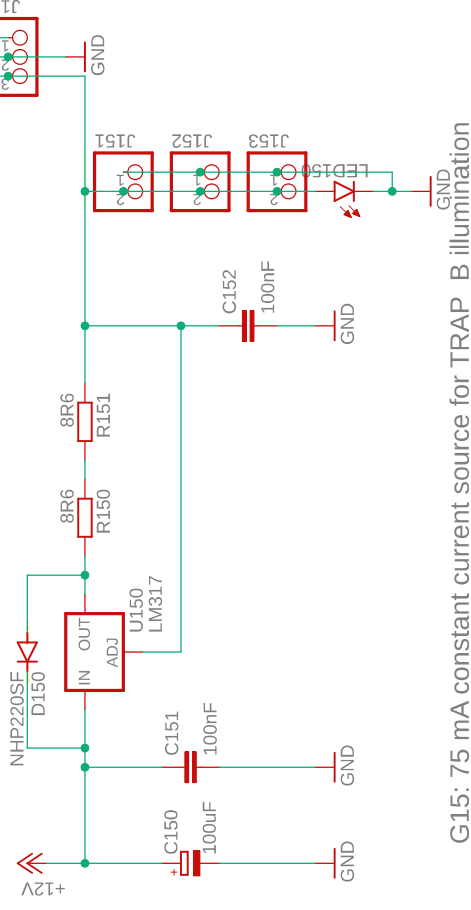 J1
1
2
3
GND
J151
1
2
J152
1
2
J153
1
2
LED150
GND
C152
100nF
GND
8R6
R151
8R6
R150
U150
LM317
OUT
IN
ADJ
NHP220SF
D150
C151
100nF
GND
C150
100uF
+
GND
+12V
G15: 75 mA constant current source for TRAP B illumination